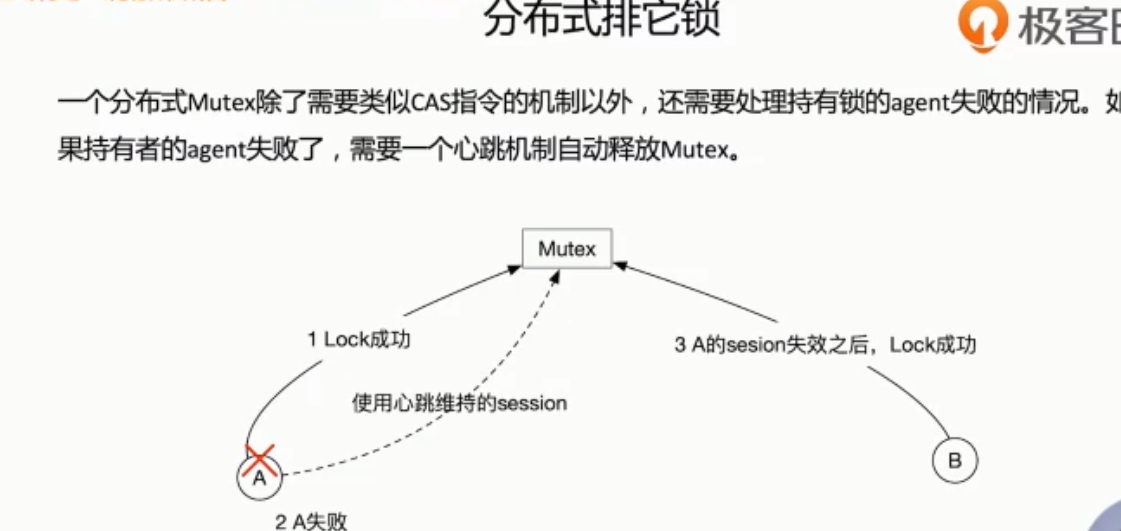 分布式排它锁
极客
一个分布式Mutex除了需要类似CAS指令的机制以外，还需要处理持有锁的agent失败的情况。如
果持有者的agent失败了，需要一个心跳机制自动释放Mutex。
Mutex
1 Lock成功
3 A的sesion失效之后，Lock成功
使用心跳维持的session
A
B
2 A失败